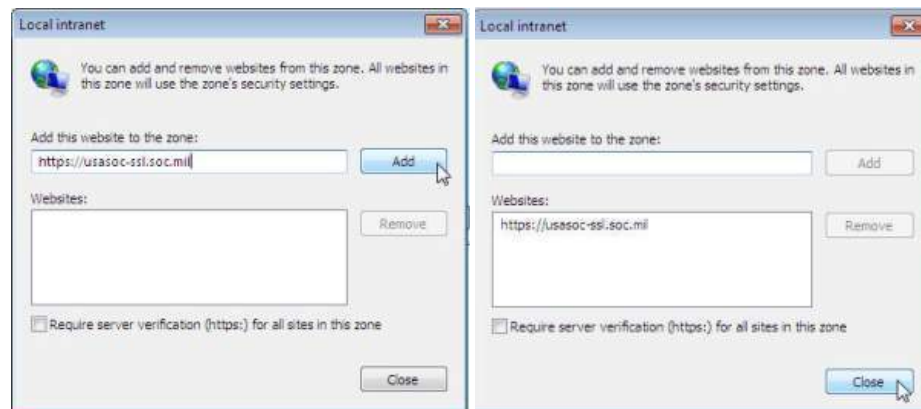 Local intranet
You can add and remove websites from this zone. All websites in
this zone will use the zone's security settings.
Add this website to the zone:
https://usasoc-ssl.soc.mil
Add
Websites:
Remove
Require server verification (https:) for all sites in this zone
Close
Local intranet
You can add and remove websites from this zone. All websites in
this zone will use the zone's security settings.
Add this website to the zone:
Add
Websites:
https://usasoc-ssl.soc.mil
Remove
Require server verification (https:) for all sites in this zone
Close